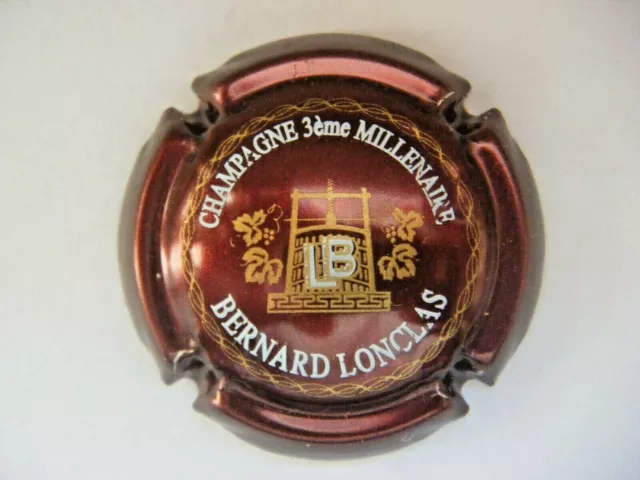 CHAMPAGNE 3ème MILLENAIRE
LB
BERNARD LONCLAS